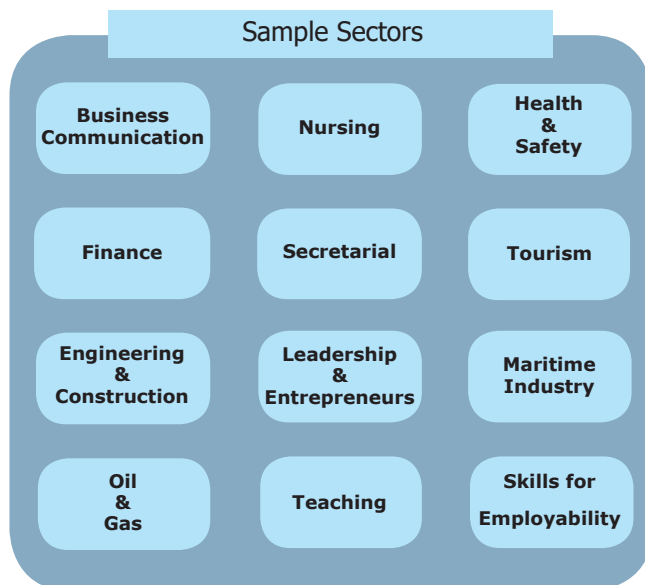 Sample Sectors
Business
Communication
Nursing
Health
&
Safety
Finance
Secretarial
Tourism
Engineering
&
Construction
Leadership
&
Entrepreneurs
Maritime
Industry
Oil
&
Gas
Teaching
Skills for
Employability